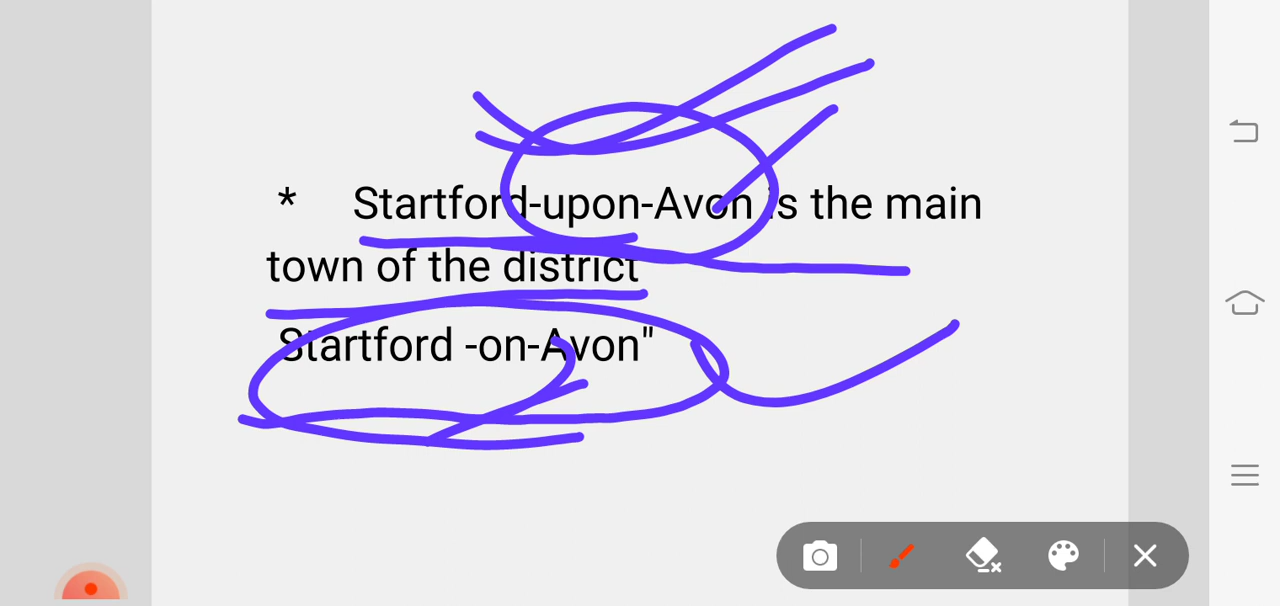 * Startford-upon-Avon is the main
town of the district
Startford -on-Avon"